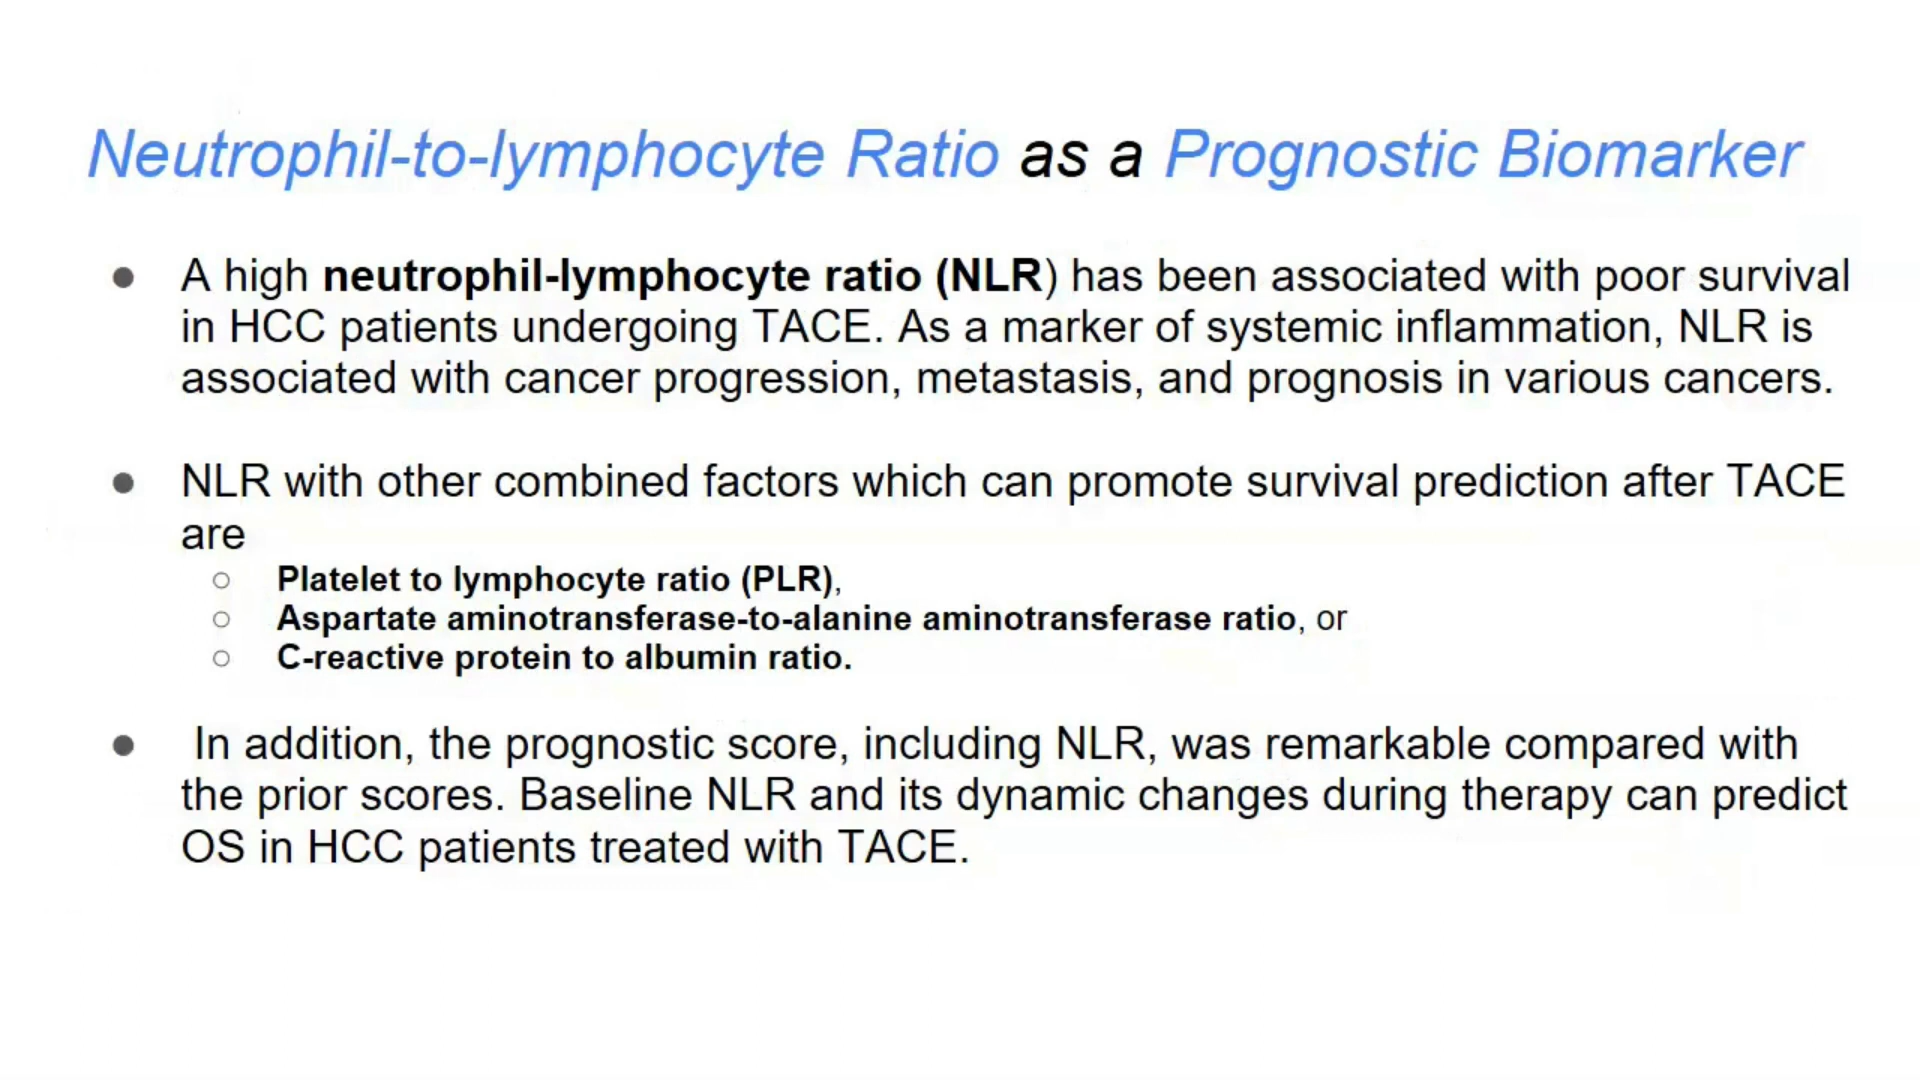 Neutrophil-to-lymphocyte Ratio as a Prognostic Biomarker
● A high neutrophil-lymphocyte ratio (NLR) has been associated with poor survival
in HCC patients undergoing TACE. As a marker of systemic inflammation, NLR is
associated with cancer progression, metastasis, and prognosis in various cancers.
● NLR with other combined factors which can promote survival prediction after TACE
are
○ Platelet to lymphocyte ratio (PLR),
○ Aspartate aminotransferase-to-alanine aminotransferase ratio, or
○ C-reactive protein to albumin ratio.
● In addition, the prognostic score, including NLR, was remarkable compared with
the prior scores. Baseline NLR and its dynamic changes during therapy can predict
OS in HCC patients treated with TACE.